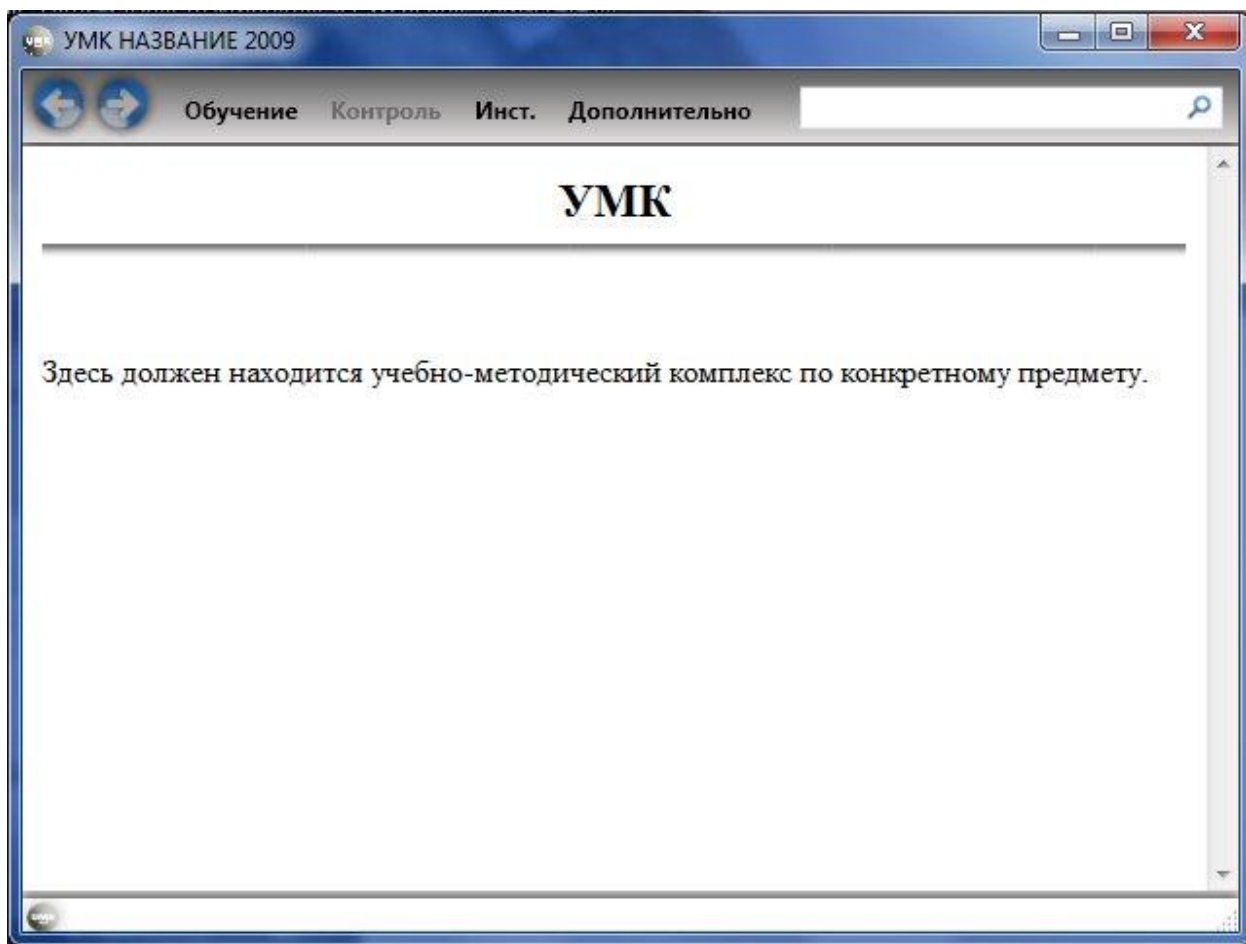 УМК НАЗВАНИЕ 2009
Обучение Контроль Инст. Дополнительно
УМК
Здесь должен находится учебно-методический комплекс по конкретному предмету.